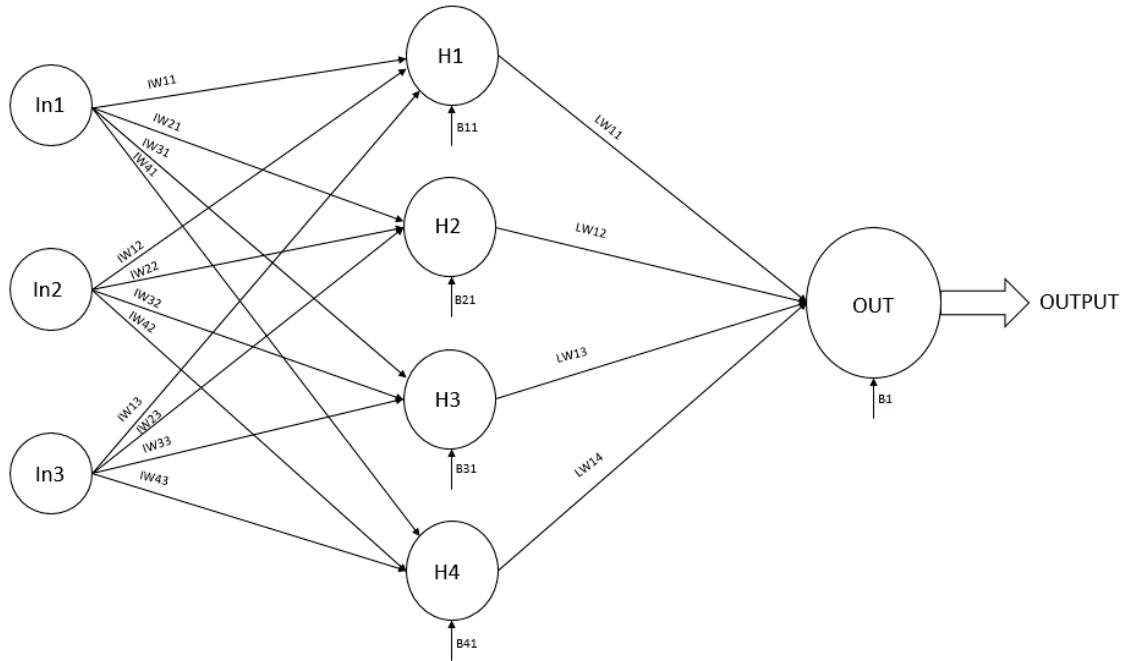 In1
In2
In3
IW11
IW21
IW31
IW41
IW12
IW22
IW32
IW42
IW13
IW23
IW33
IW43
H1
B11
H2
B21
H3
B31
H4
B41
LW11
LW12
LW13
LW14
OUT
B1
OUTPUT